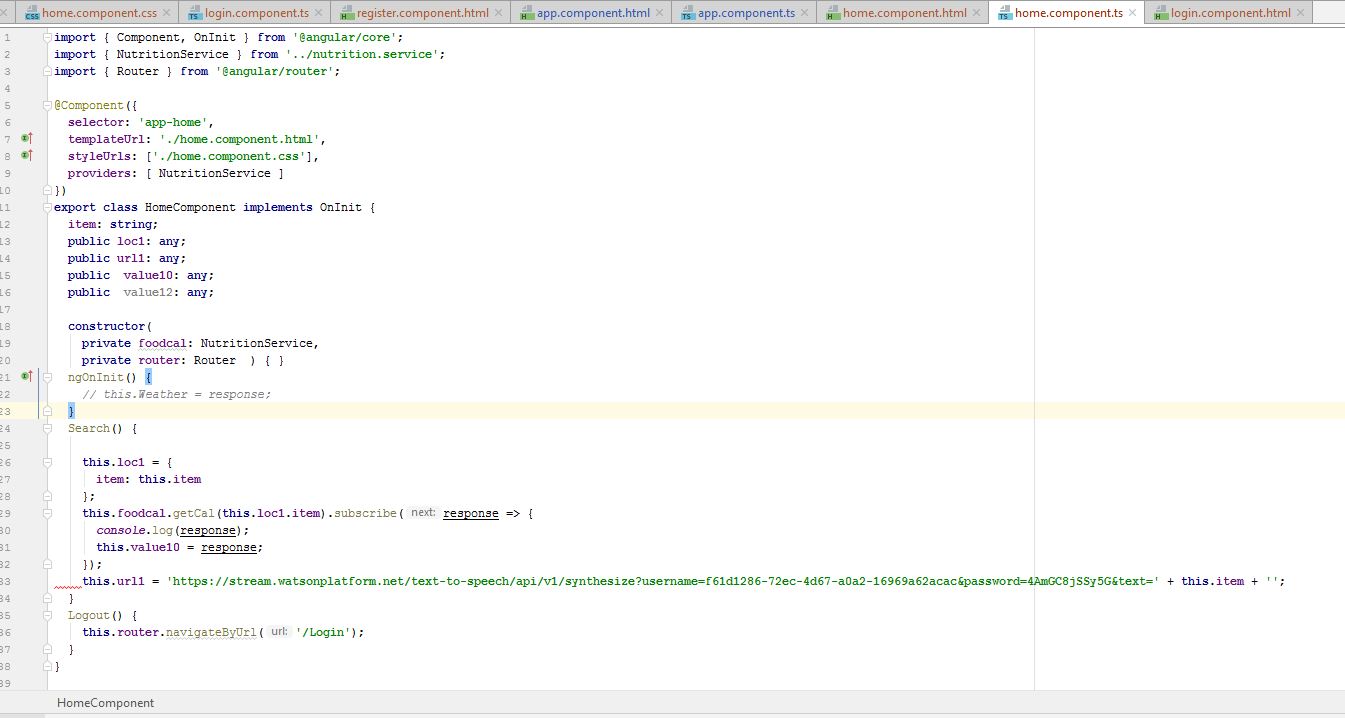 home.component.css login.component.ts register.component.html app.component.html app.component.ts home.component.html home.component.ts login.component.html
1 import { Component, OnInit } from '@angular/core';
2 import { NutritionService } from '../nutrition.service';
3 import { Router } from '@angular/router';
4
5 @Component({
6 selector: 'app-home',
7 templateUrl: './home.component.html',
8 styleUrls: ['./home.component.css'],
9 providers: [ NutritionService ]
10 })
11 export class HomeComponent implements OnInit {
12 item: string;
13 public loc1: any;
14 public url1: any;
15 public  value10: any;
16 public  value12: any;
17
18 constructor(
19 private foodcal: NutritionService,
20 private router: Router  ) { }
21 ngOnInit() {
22 // this.Weather = response;
23 }
24 Search() {
25
26 this.loc1 = {
27 item: this.item
28 };
29 this.foodcal.getCal(this.loc1.item).subscribe( next: response => {
30 console.log(response);
31 this.value10 = response;
32 });
33 this.url1 = 'https://stream.watsonplatform.net/text-to-speech/api/v1/synthesize?username=f61d1286-72ec-4d67-a0a2-16969a62acac&password=4AmGC8jSSy5G&text=' + this.item + '';
34 }
35 Logout() {
36 this.router.navigateByUrl( url: '/Login');
37 }
38 }
39
HomeComponent